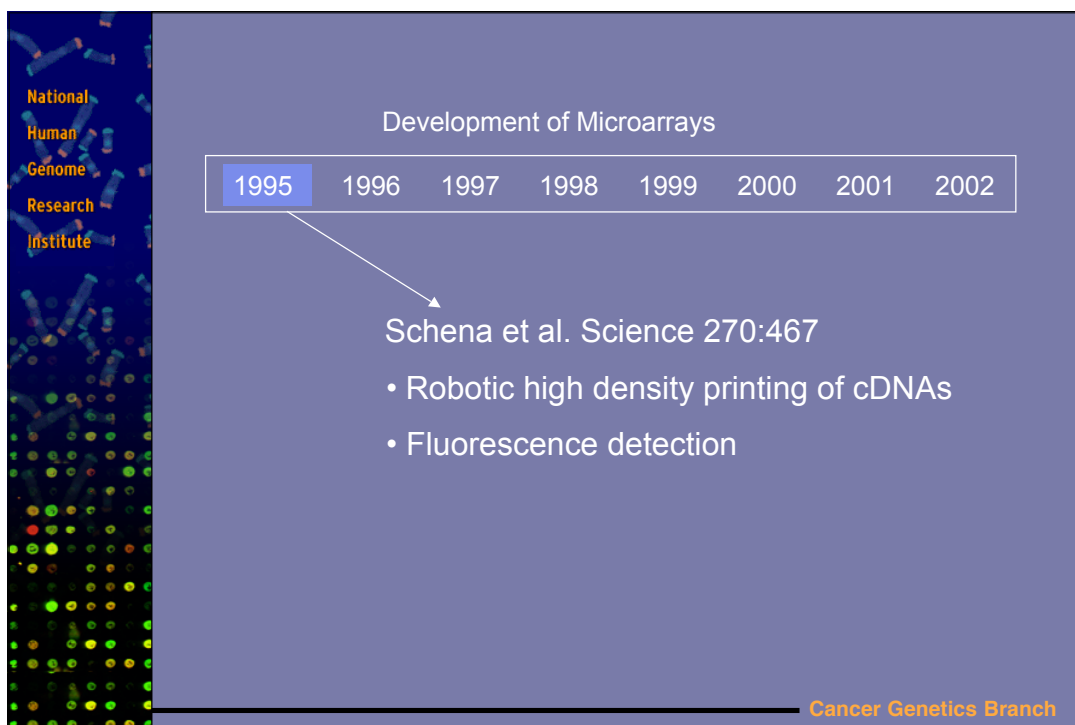 National
Human
Genome
Research
Institute
Development of Microarrays
1995 1996 1997 1998 1999 2000 2001 2002
Schena et al. Science 270:467
• Robotic high density printing of cDNAs
• Fluorescence detection
Cancer Genetics Branch